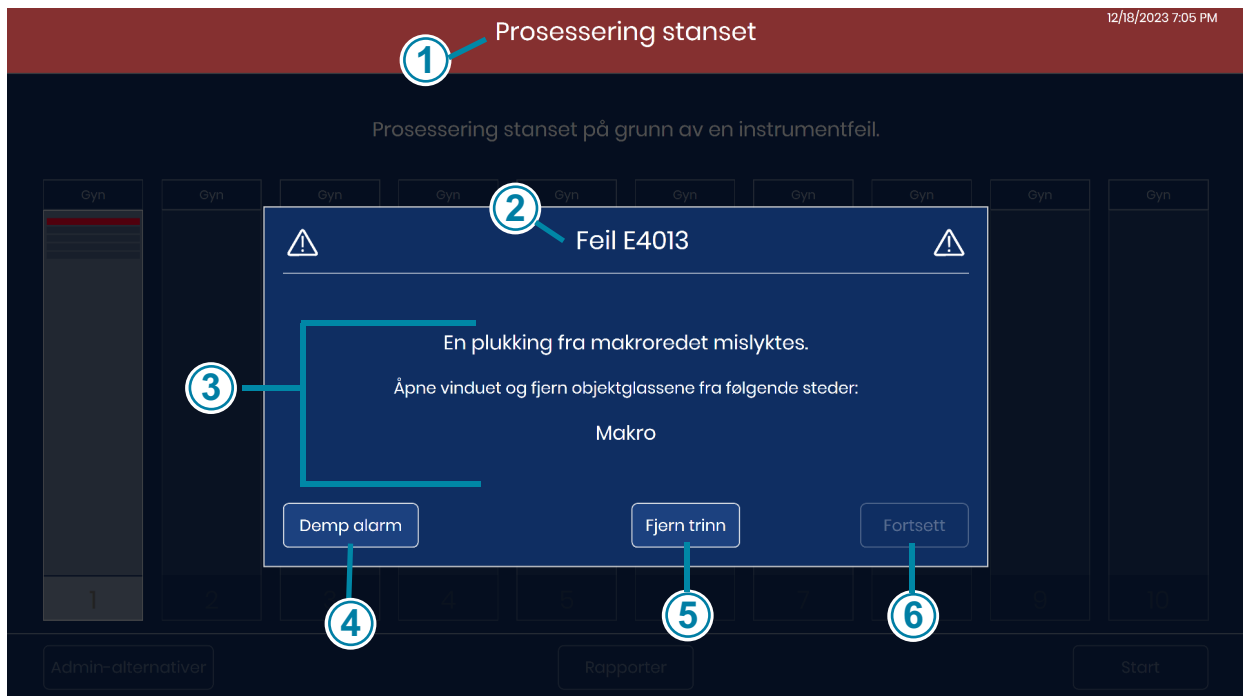 Prosessering stanset
12/18/2023 7:05 PM
1
Prosessering stanset på grunn av en instrumentfeil.
Gyn Gyn Gyn Gyn Gyn Gyn Gyn Gyn Gyn Gyn
2
Feil E4013
3
En plukking fra makroredet mislyktes.
Åpne vinduet og fjern objektglassene fra følgende steder:
Makro
Demp alarm Fjern trinn Fortsett
1 2 3 4 5 7 9 10
4 5 6
Admin-alternativer Rapporter Start